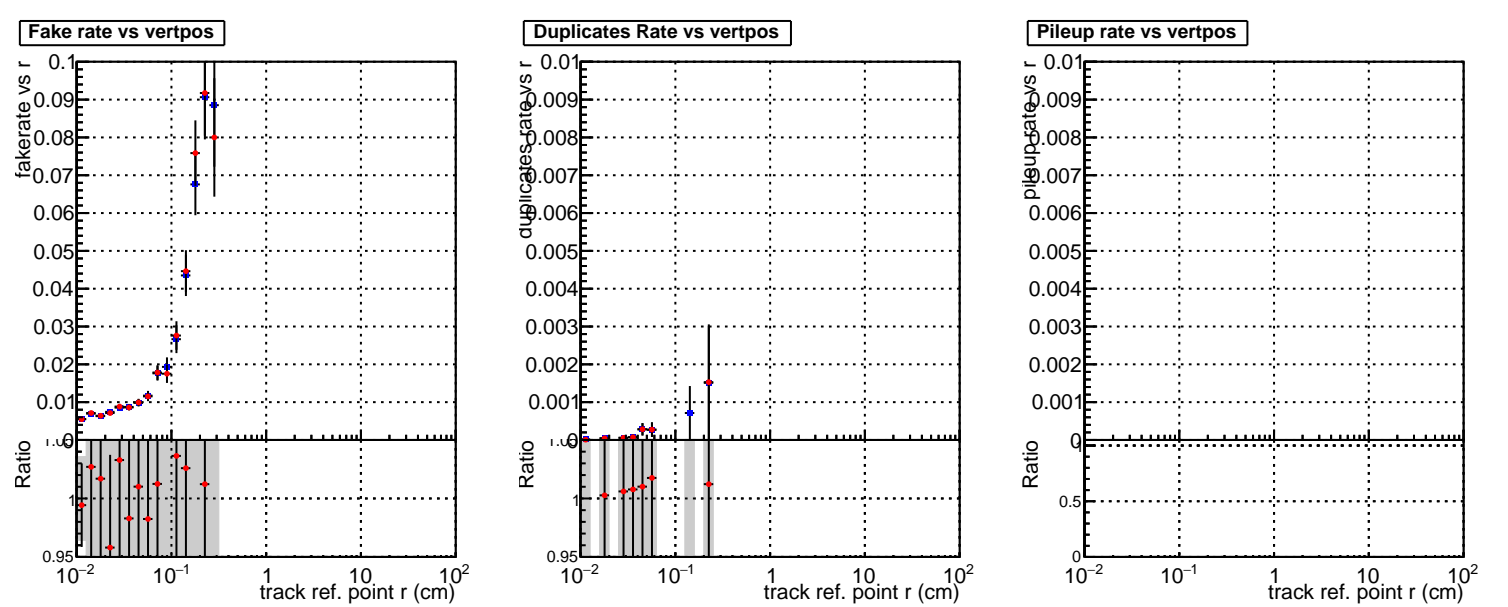 Fake rate vs vertpos
fakerate vs r
0.1
0.09
0.08
0.07
0.06
0.05
0.04
0.03
0.02
0.01
0
Ratio
1
0.95
10−2 10−1 1 10 102
track ref. point r (cm)
Duplicates Rate vs vertpos
duplicates rate vs r
0.01
0.009
0.008
0.007
0.006
0.005
0.004
0.003
0.002
0.001
0
Ratio
1
0.95
10−2 10−1 1 10 102
track ref. point r (cm)
Pileup rate vs vertpos
pileup rate vs r
0.01
0.009
0.008
0.007
0.006
0.005
0.004
0.003
0.002
0.001
0
Ratio
1
0.5
0
10−2 10−1 1 10 102
track ref. point r (cm)